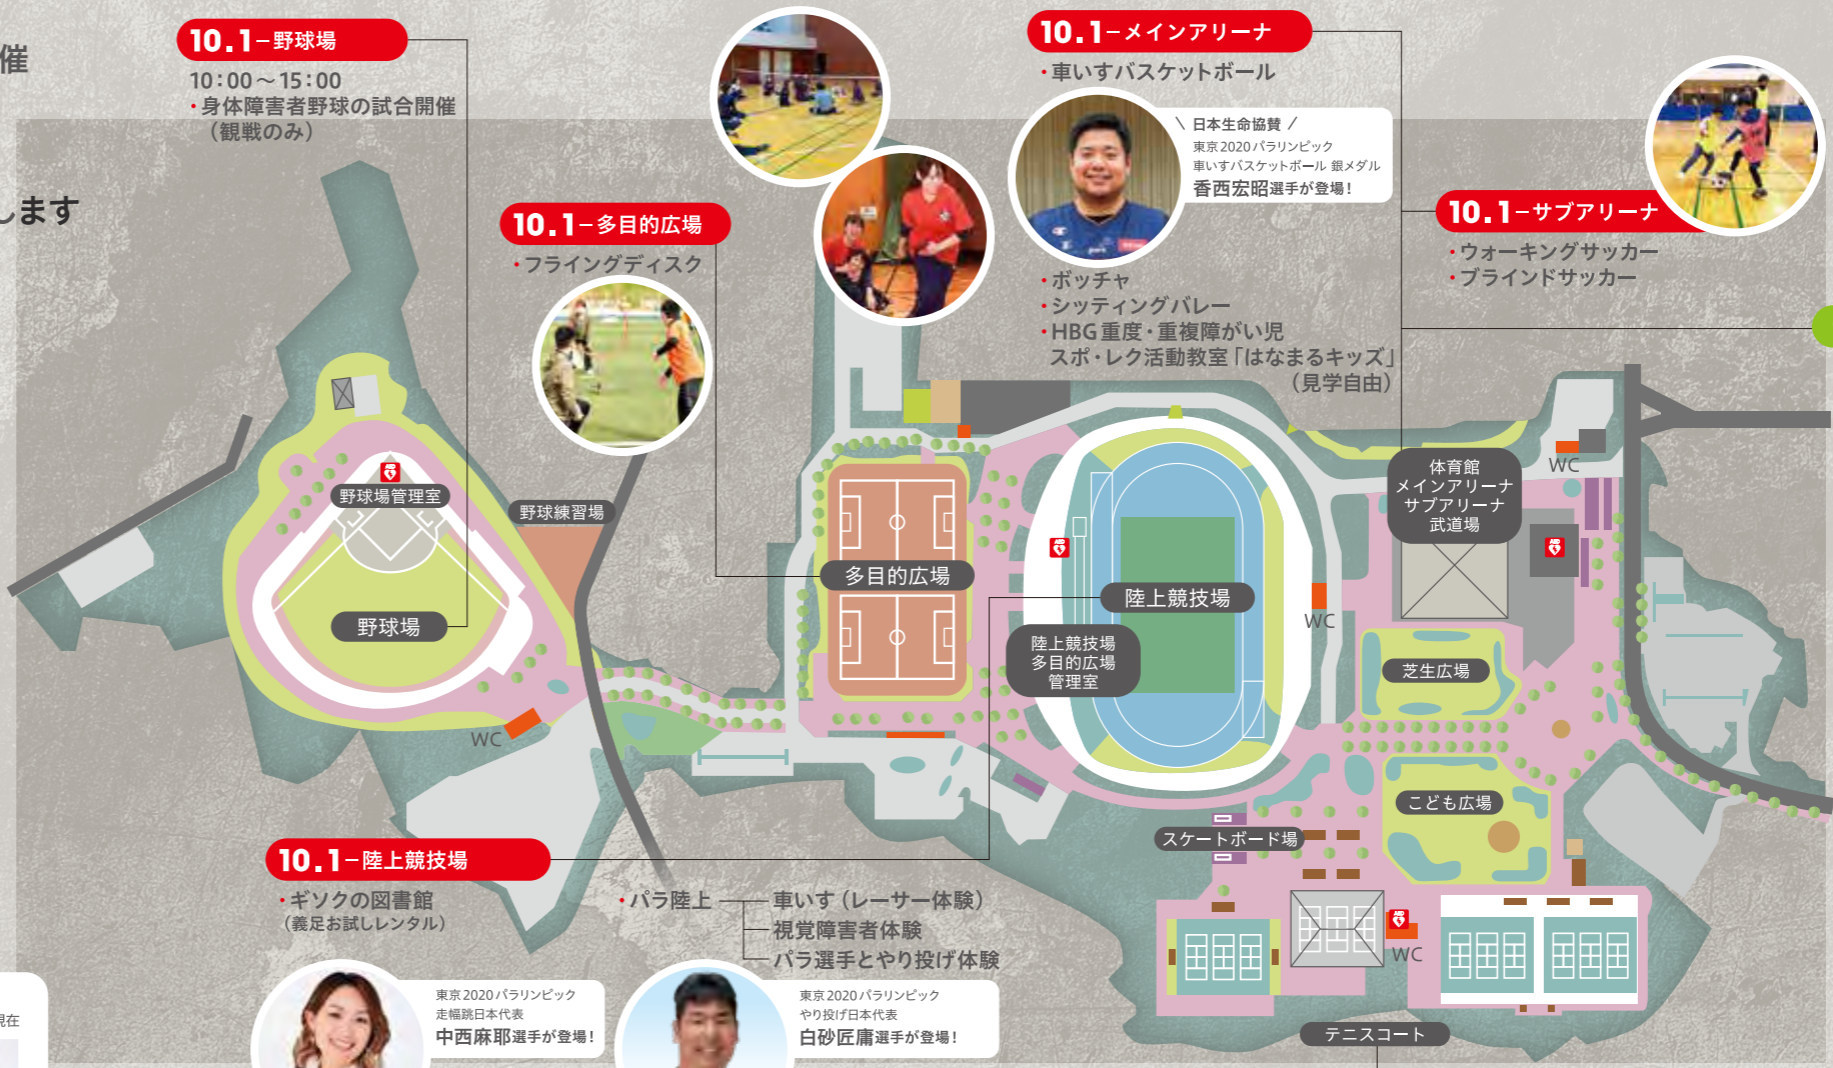 催
します
10.1-野球場
10:00～15:00
・身体障害者野球の試合開催
（観戦のみ）
10.1-多目的広場
・フライングディスク
10.1-メインアリーナ
・車いすバスケットボール
\ 日本生命協賛 /
東京2020パラリンピック
車いすバスケットボール 銀メダル
香西宏昭選手が登場！
・ボッチャ
・シッティングバレー
・HBG重度・重複障がい児
スポ・レク活動教室「はなまるキッズ」
（見学自由）
10.1-サブアリーナ
・ウォーキングサッカー
・ブラインドサッカー
野球場管理室
野球練習場
野球場
WC
多目的広場
陸上競技場
陸上競技場
多目的広場
管理室
WC
体育館
メインアリーナ
サブアリーナ
武道場
WC
芝生広場
こども広場
スケートボード場
WC
テニスコート
AED
AED
AED
AED
10.1-陸上競技場
・ギソクの図書館
（義足お試しレンタル）
・パラ陸上
車いす（レーサー体験）
視覚障害者体験
パラ選手とやり投げ体験
東京2020パラリンピック
走幅跳日本代表
中西麻耶選手が登場！
東京2020パラリンピック
やり投げ日本代表
白砂匠庸選手が登場！
現在